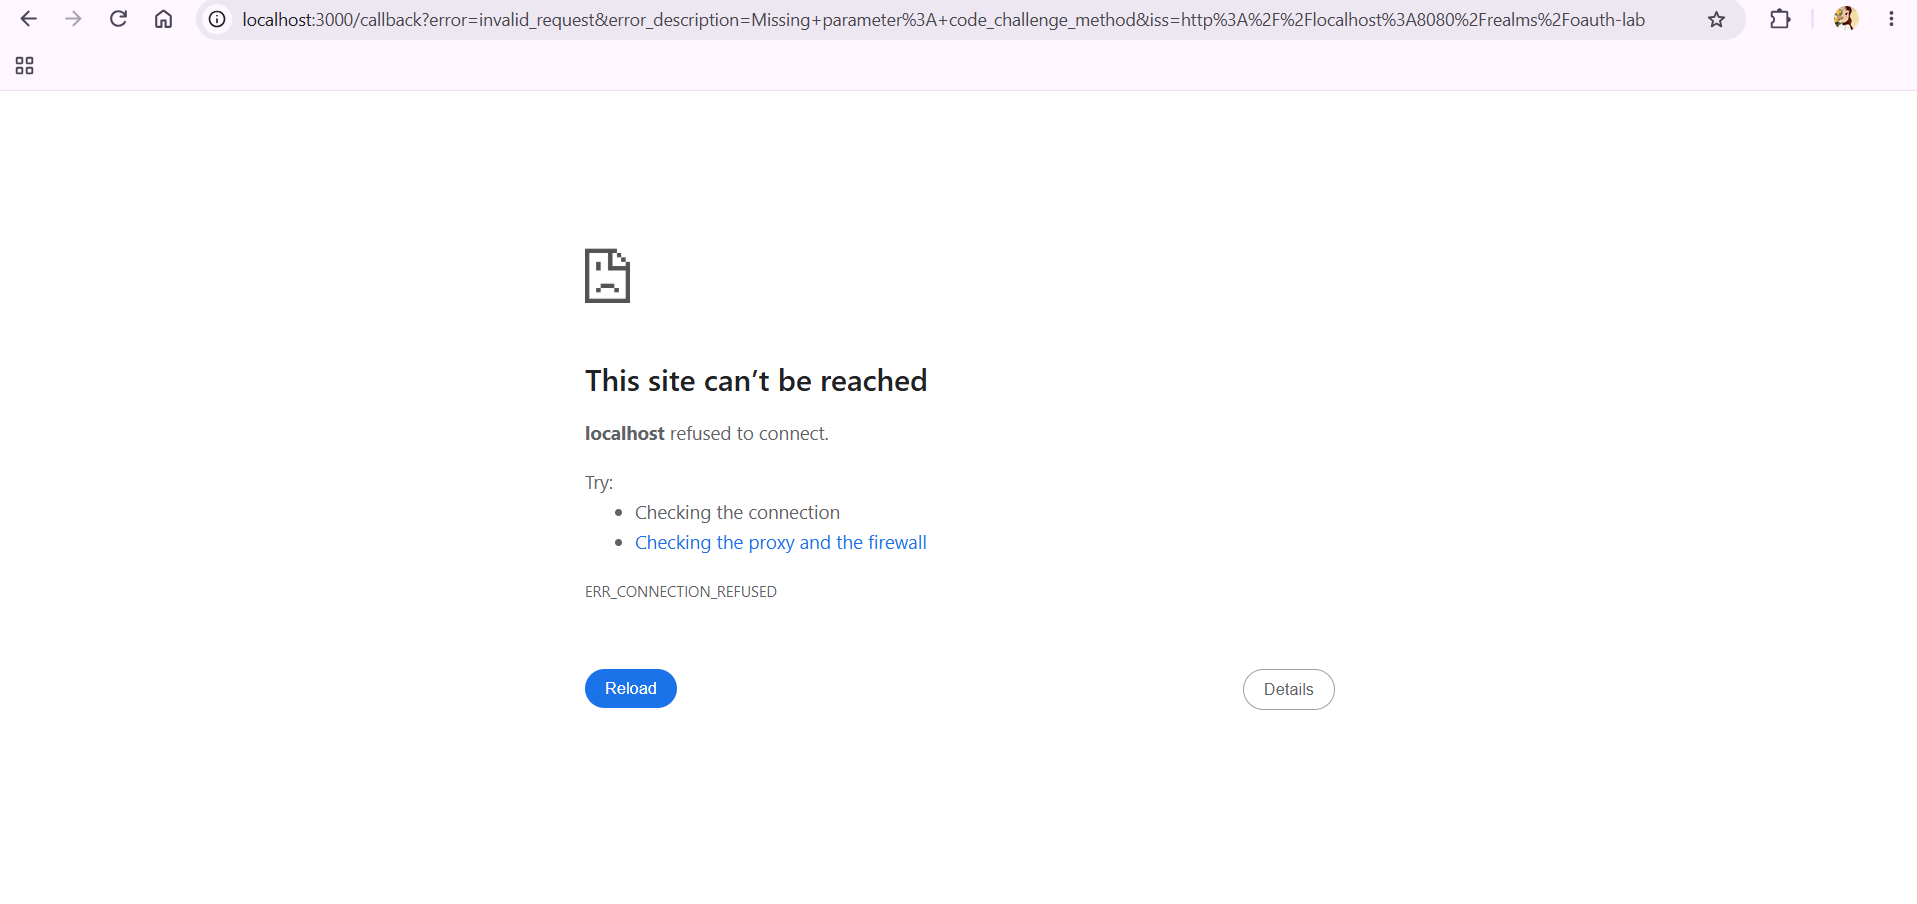 localhost:3000/callback?error=invalid_request&error_description=Missing+parameter%3A+code_challenge_method&iss=http%3A%2F%2Flocalhost%3A8080%2Frealms%2Foauth-lab
This site can’t be reached
localhost refused to connect.
Try:
Checking the connection
Checking the proxy and the firewall
ERR_CONNECTION_REFUSED
Reload
Details